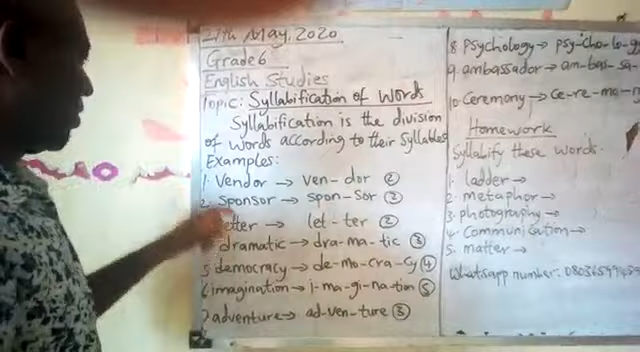 27th May, 2020
Grade 6
English Studies
Topic: Syllabification of words
Syllabification is the division
of words according to their Syllables
Examples:
1. Vendor → ven-dor ②
2. Sponsor → spon-sor ②
etter → let-ter ②
dramatic → dra-ma-tic ③
5 democracy → de-mo-cra-cy ④
6 imagination → i-ma-gi-na-tion ⑤
7 adventure → ad-ven-ture ③
8. Psychology → psy-cho-lo-g
9. ambassador → am-bas-sa-
10. Ceremony → ce-re-mo-n
Homework
Syllabify these words.
1. ladder →
2. metaphor →
3. photography →
4. Communication →
5. matter →
Whatsapp number: